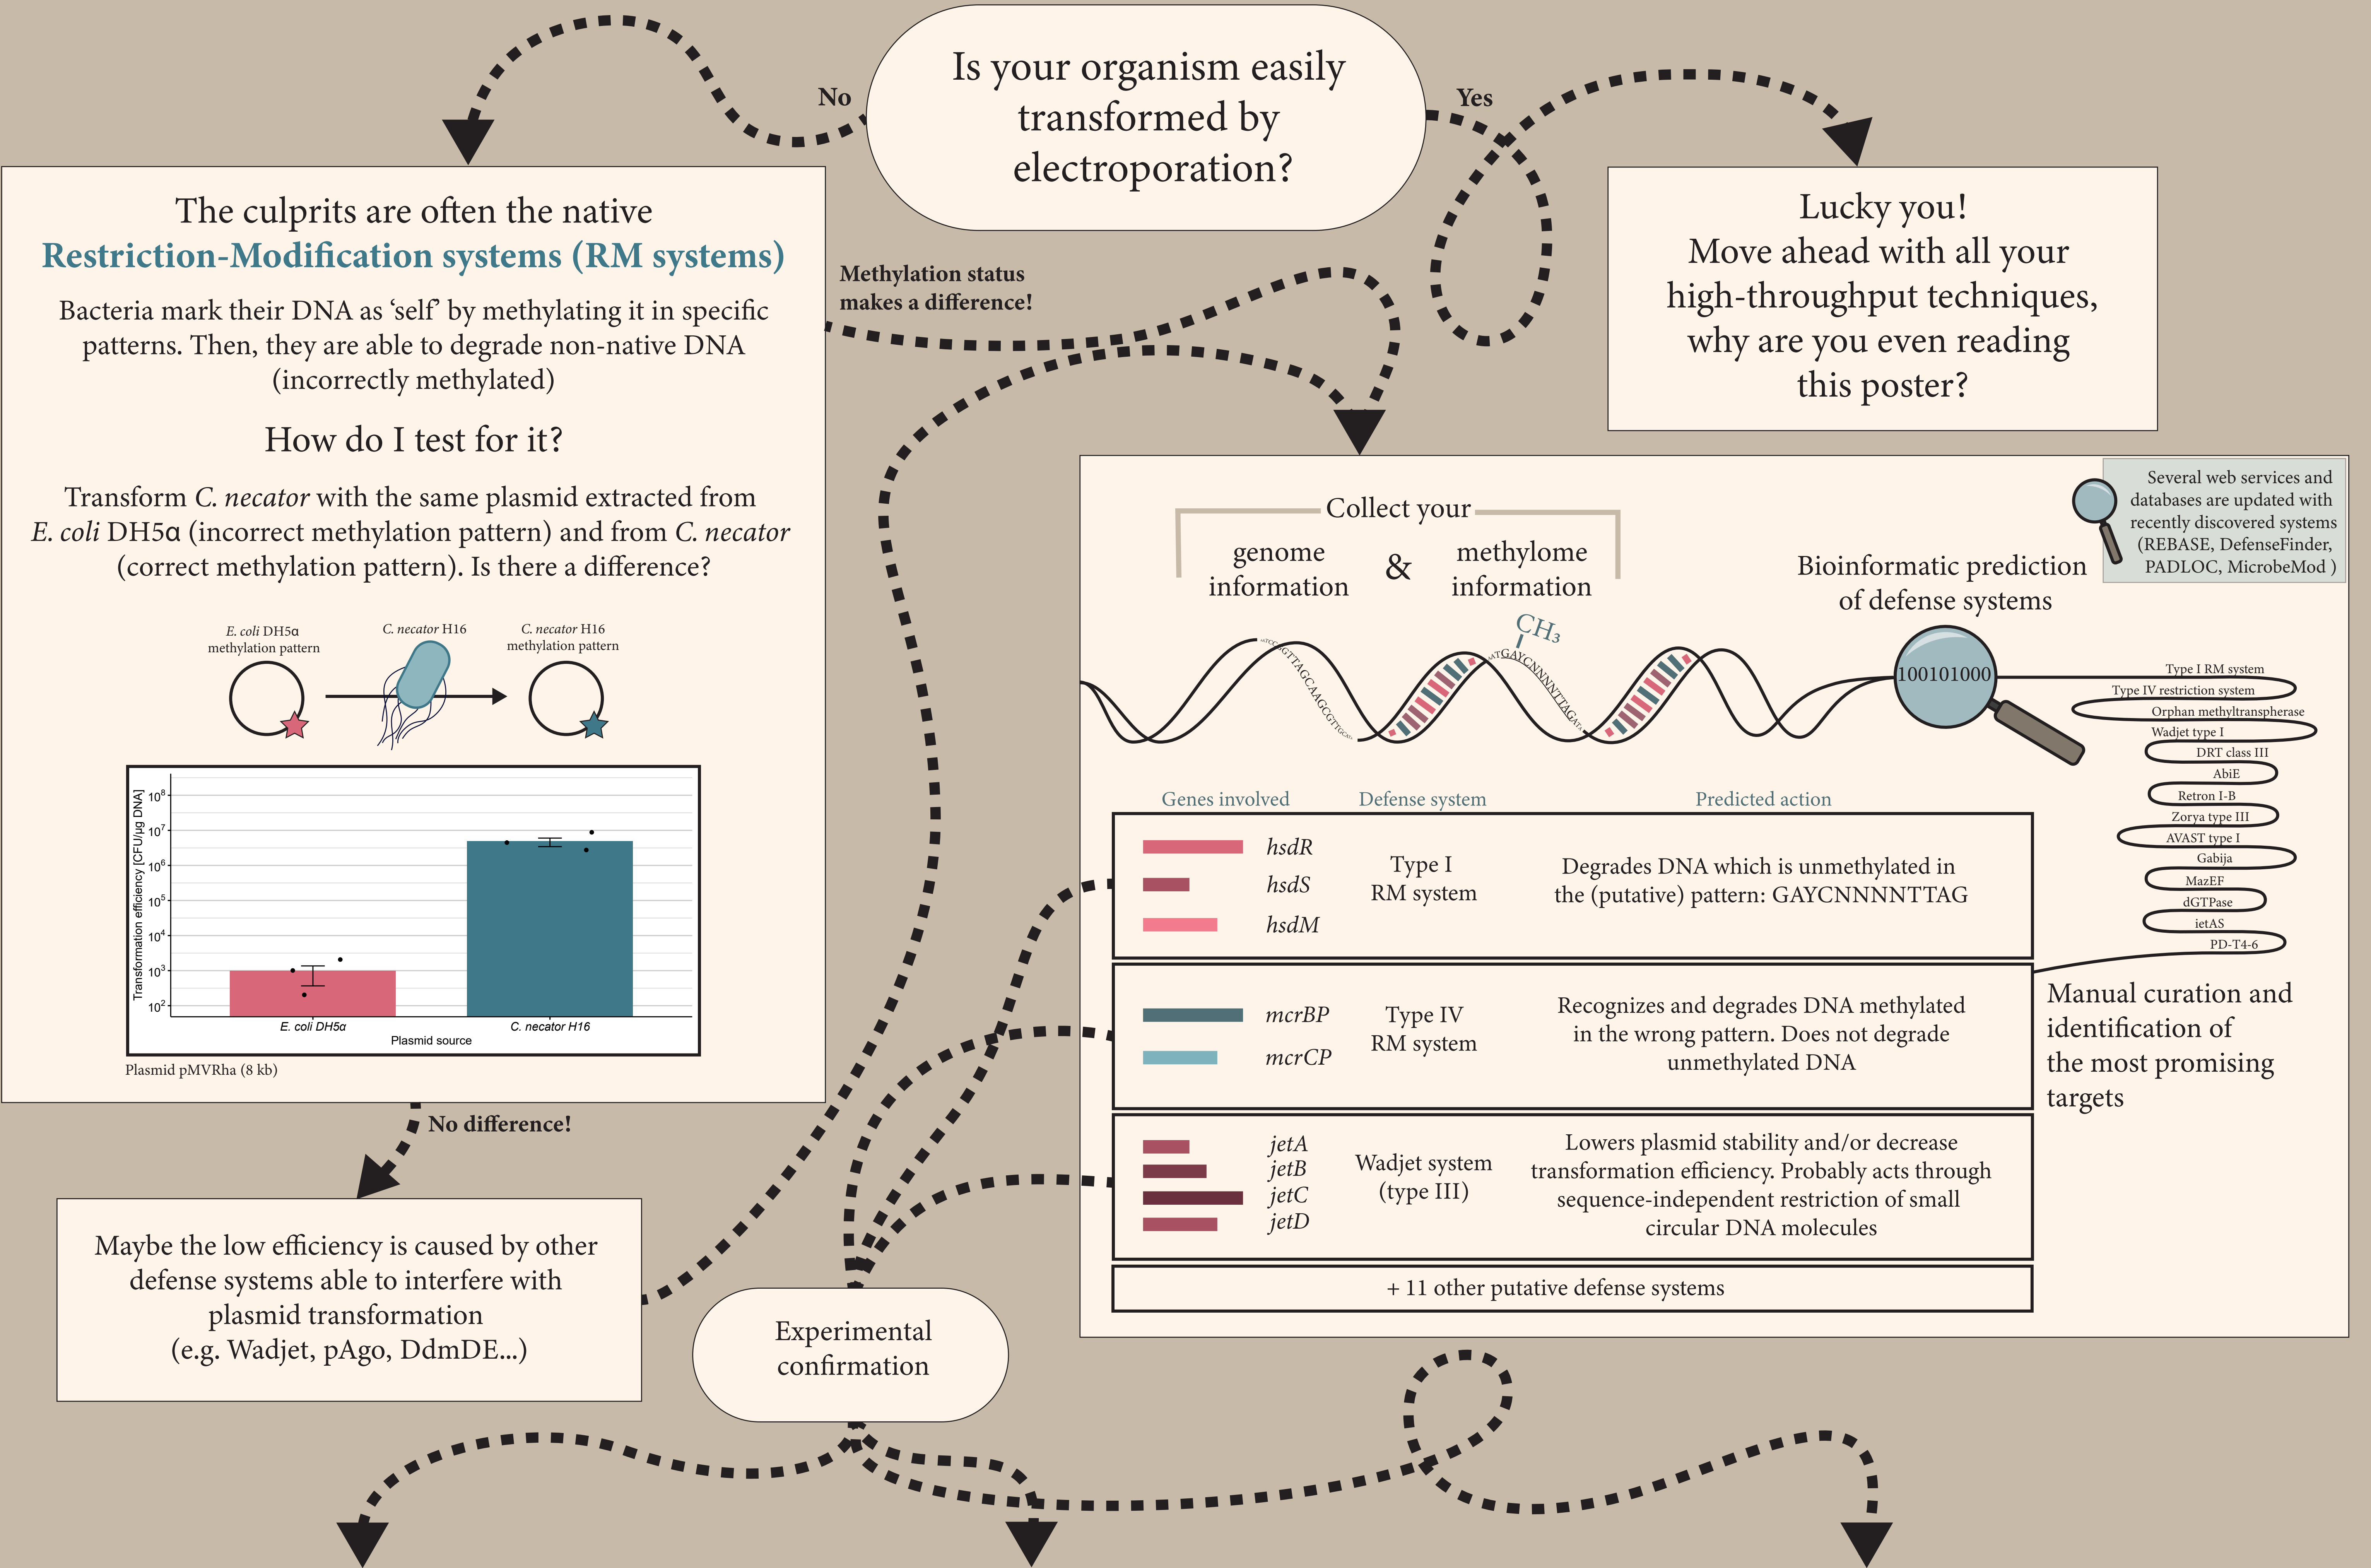 Is your organism easily
transformed by
electroporation?
No
Yes
The culprits are often the native
Restriction-Modification systems (RM systems)
Bacteria mark their DNA as ‘self’ by methylating it in specific
patterns. Then, they are able to degrade non-native DNA
(incorrectly methylated)
How do I test for it?
Transform C. necator with the same plasmid extracted from
E. coli DH5α (incorrect methylation pattern) and from C. necator
(correct methylation pattern). Is there a difference?
E. coli DH5α
methylation pattern
C. necator H16
C. necator H16
methylation pattern
Transformation efficiency [CFU/µg DNA]
10⁸
10⁷
10⁶
10⁵
10⁴
10³
10²
E. coli DH5α
C. necator H16
Plasmid source
Plasmid pMVRha (8 kb)
Methylation status
makes a difference!
Lucky you!
Move ahead with all your
high-throughput techniques,
why are you even reading
this poster?
No difference!
Maybe the low efficiency is caused by other
defense systems able to interfere with
plasmid transformation
(e.g. Wadjet, pAgo, DdmDE...)
Collect your
genome
information
&
methylome
information
Several web services and
databases are updated with
recently discovered systems
(REBASE, DefenseFinder,
PADLOC, MicrobeMod )
Bioinformatic prediction
of defense systems
CH₃
GTTAGCAAGCGTTG
GAYCNNNNTTAG
100101000
Type I RM system
Type IV restriction system
Orphan methyltranspherase
Wadjet type I
DRT class III
AbiE
Retron I-B
Zorya type III
AVAST type I
Gabija
MazEF
dGTPase
ietAS
PD-T4-6
Manual curation and
identification of
the most promising
targets
Genes involved
Defense system
Predicted action
hsdR
hsdS
hsdM
Type I
RM system
Degrades DNA which is unmethylated in
the (putative) pattern: GAYCNNNNTTAG
mcrBP
mcrCP
Type IV
RM system
Recognizes and degrades DNA methylated
in the wrong pattern. Does not degrade
unmethylated DNA
jetA
jetB
jetC
jetD
Wadjet system
(type III)
Lowers plasmid stability and/or decrease
transformation efficiency. Probably acts through
sequence-independent restriction of small
circular DNA molecules
+ 11 other putative defense systems
Experimental
confirmation